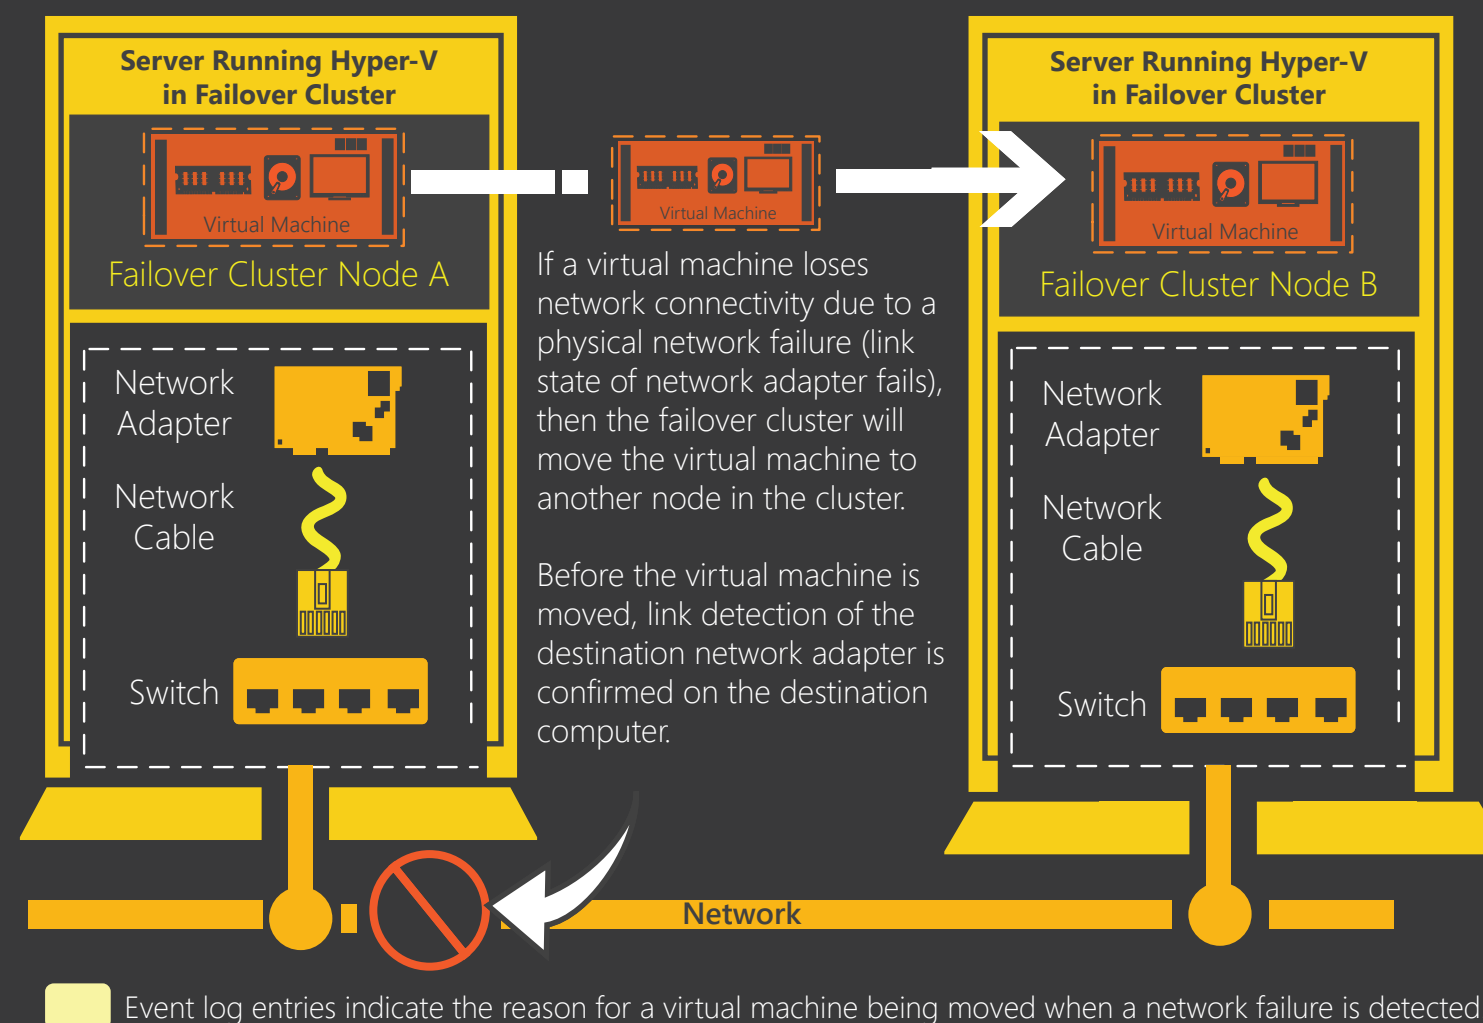 Server Running Hyper-V
in Failover Cluster
Virtual Machine
Failover Cluster Node A
Network
Adapter
Network
Cable
Switch
Virtual Machine
If a virtual machine loses
network connectivity due to a
physical network failure (link
state of network adapter fails),
then the failover cluster will
move the virtual machine to
another node in the cluster.
Before the virtual machine is
moved, link detection of the
destination network adapter is
confirmed on the destination
computer.
Server Running Hyper-V
in Failover Cluster
Virtual Machine
Failover Cluster Node B
Network
Adapter
Network
Cable
Switch
Network
Event log entries indicate the reason for a virtual machine being moved when a network failure is detected